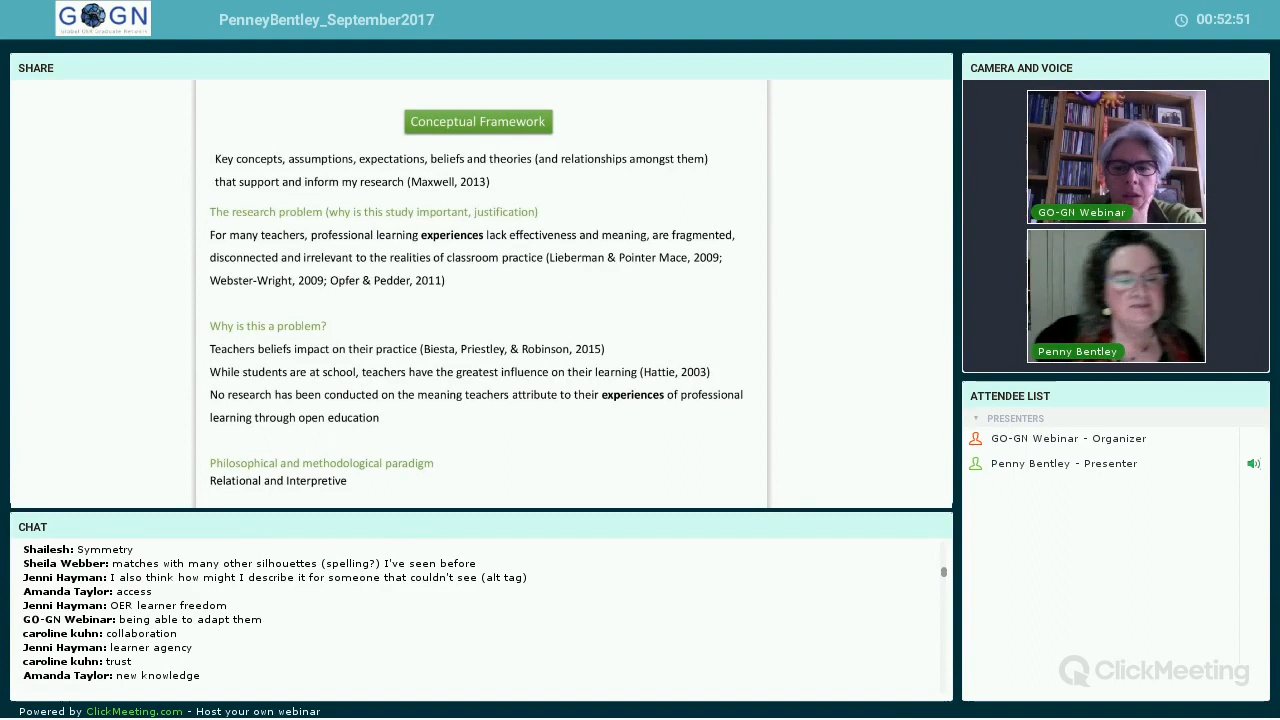 GO-GN
Global OER Graduate Network
PenneyBentley_September2017
00:52:51
SHARE
Conceptual Framework
Key concepts, assumptions, expectations, beliefs and theories (and relationships amongst them)
that support and inform my research (Maxwell, 2013)
The research problem (why is this study important, justification)
For many teachers, professional learning experiences lack effectiveness and meaning, are fragmented,
disconnected and irrelevant to the realities of classroom practice (Lieberman & Pointer Mace, 2009;
Webster-Wright, 2009; Opfer & Pedder, 2011)
Why is this a problem?
Teachers beliefs impact on their practice (Biesta, Priestley, & Robinson, 2015)
While students are at school, teachers have the greatest influence on their learning (Hattie, 2003)
No research has been conducted on the meaning teachers attribute to their experiences of professional
learning through open education
Philosophical and methodological paradigm
Relational and Interpretive
CHAT
Shailesh: Symmetry
Sheila Webber: matches with many other silhouettes (spelling?) I've seen before
Jenni Hayman: I also think how might I describe it for someone that couldn't see (alt tag)
Amanda Taylor: access
Jenni Hayman: OER learner freedom
GO-GN Webinar: being able to adapt them
caroline kuhn: collaboration
Jenni Hayman: learner agency
caroline kuhn: trust
Amanda Taylor: new knowledge
CAMERA AND VOICE
GO-GN Webinar
Penny Bentley
ATTENDEE LIST
PRESENTERS
GO-GN Webinar - Organizer
Penny Bentley - Presenter
ClickMeeting
Powered by ClickMeeting.com - Host your own webinar